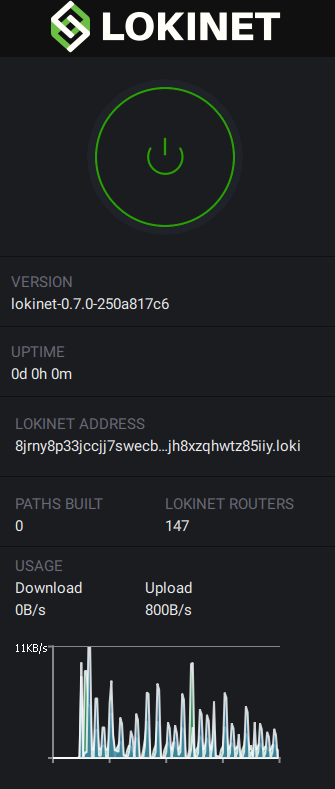 LOKINET
VERSION
lokinet-0.7.0-250a817c6
UPTIME
0d 0h 0m
LOKINET ADDRESS
8jrny8p33jccjj7swecb...jh8xzqhwtz85iiy.loki
PATHS BUILT LOKINET ROUTERS
0 147
USAGE
Download Upload
0B/s 800B/s
11KB/s